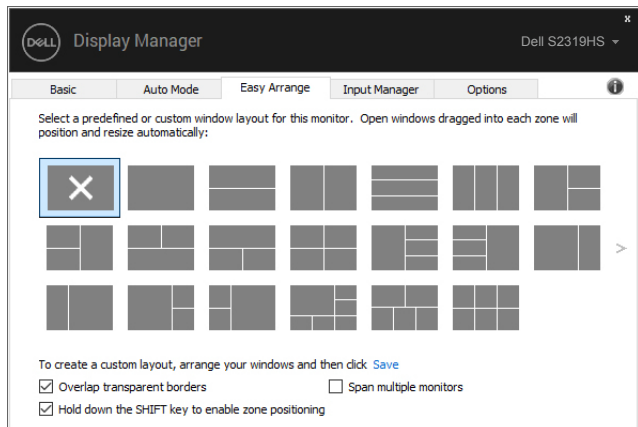 x
DELL Display Manager Dell S2319HS
Basic Auto Mode Easy Arrange Input Manager Options i
Select a predefined or custom window layout for this monitor. Open windows dragged into each zone will
position and resize automatically:
>
To create a custom layout, arrange your windows and then click Save
Overlap transparent borders Span multiple monitors
Hold down the SHIFT key to enable zone positioning